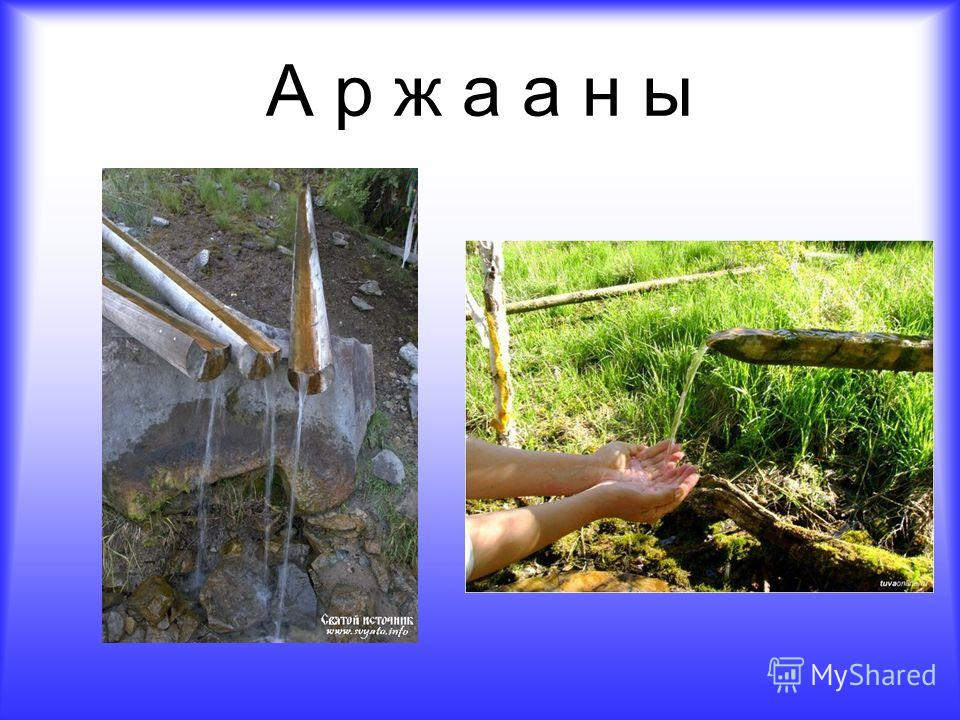 А р ж а а н ы
Святой источник
www.svyato.info
tuvaonline.ru
MyShared